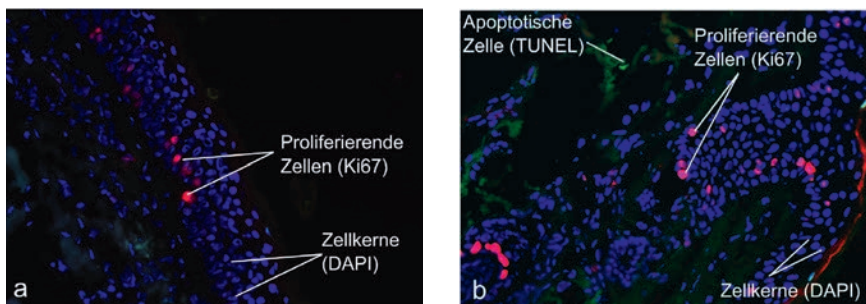 Proliferierende
Zellen (Ki67)
Zellkerne
(DAPI)
a
Apoptotische
Zelle (TUNEL)
Proliferierende
Zellen (Ki67)
Zellkerne (DAPI)
b